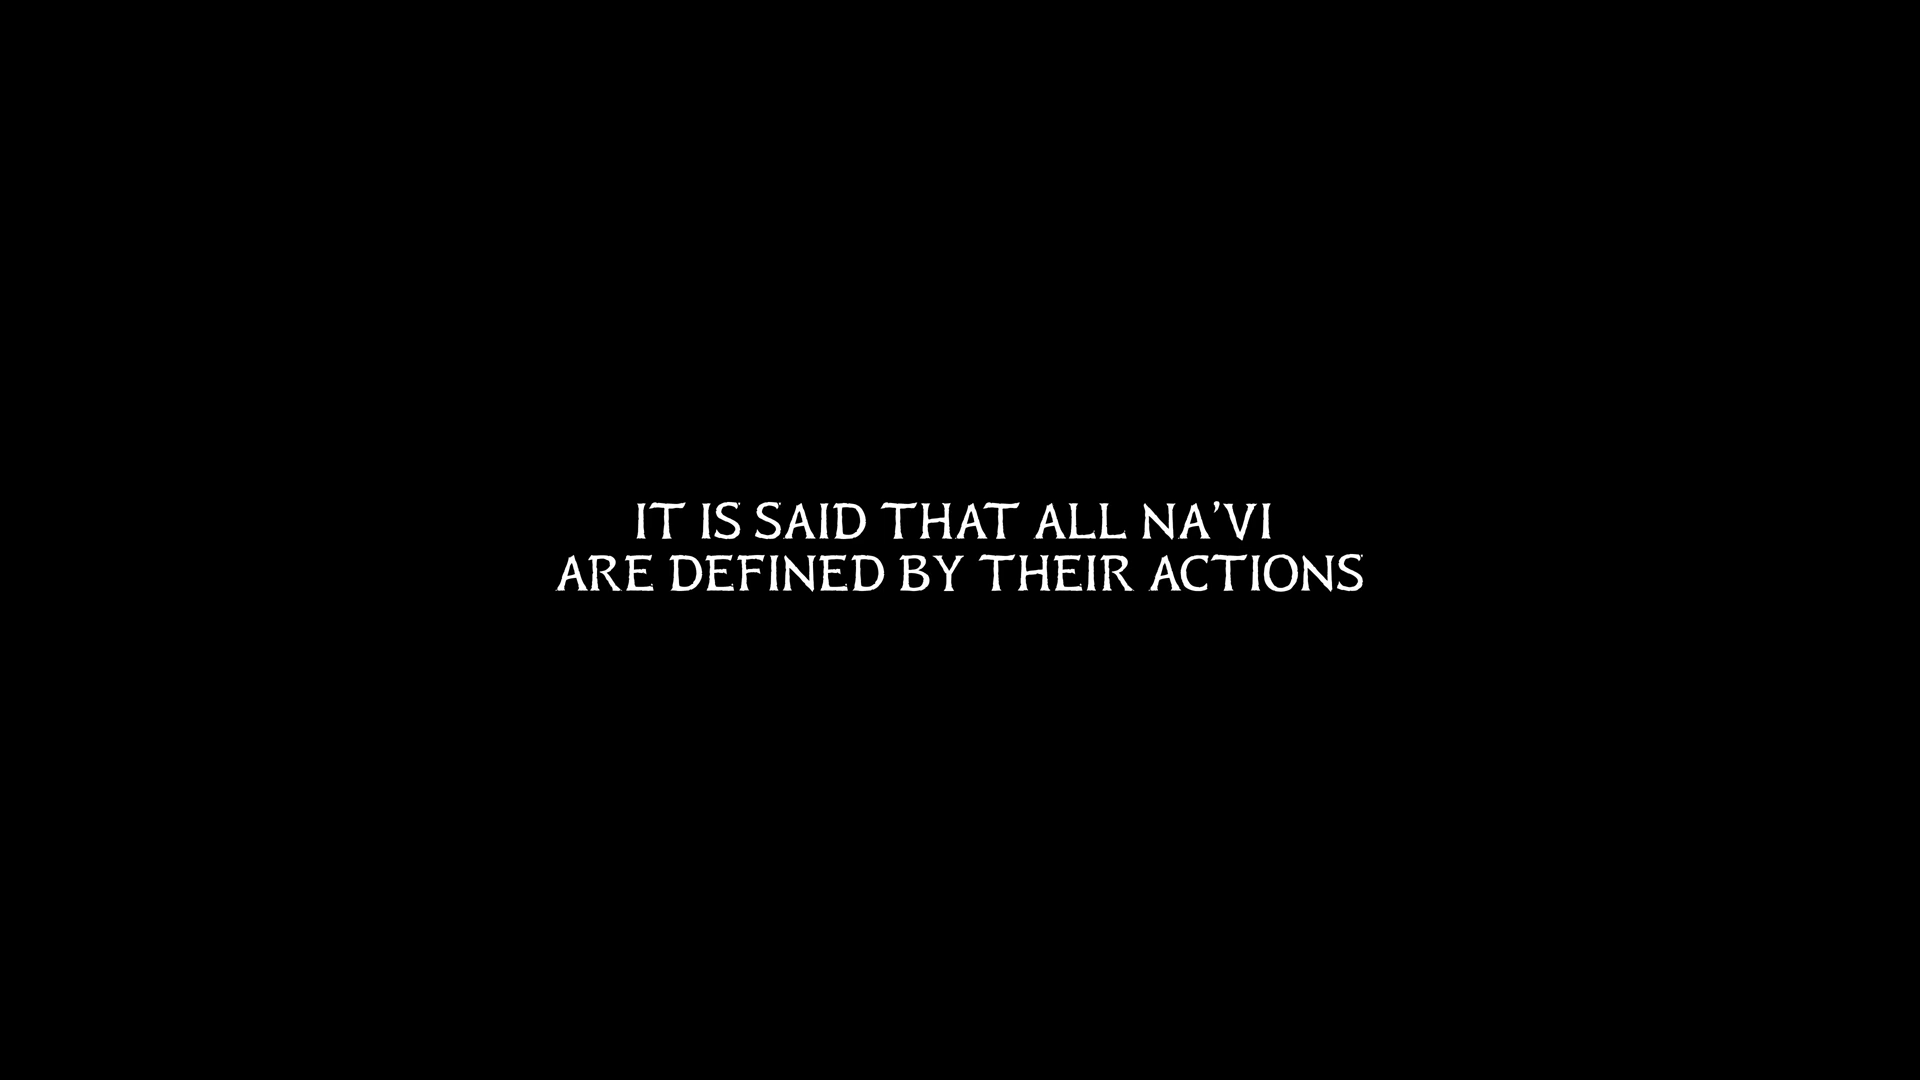 IT IS SAID THAT ALL NA’VI
ARE DEFINED BY THEIR ACTIONS